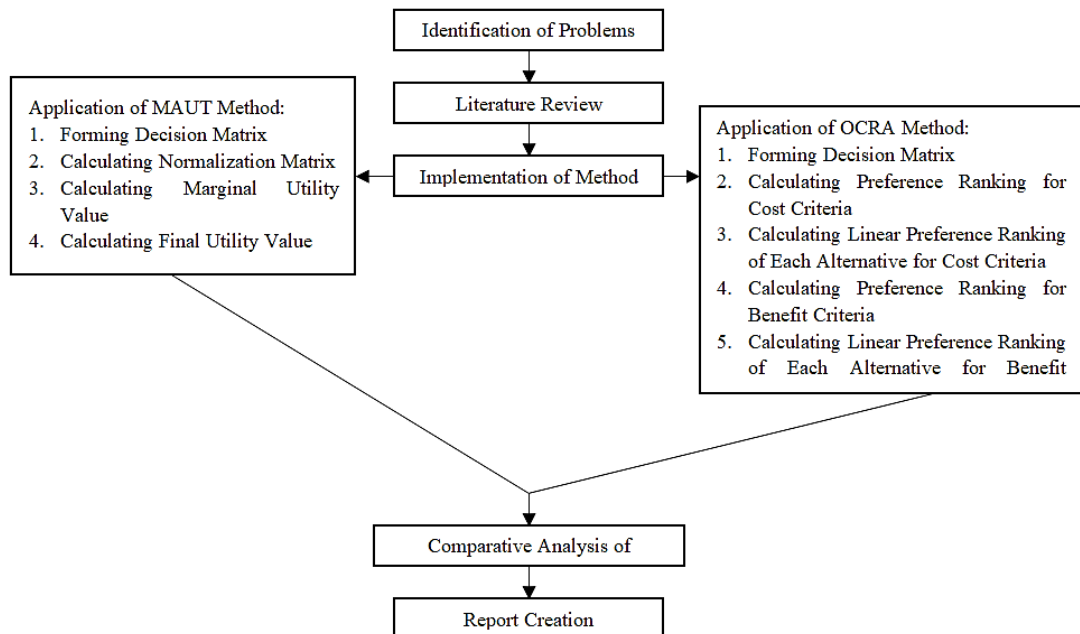 Identification of Problems
Literature Review
Implementation of Method
Application of MAUT Method:
1. Forming Decision Matrix
2. Calculating Normalization Matrix
3. Calculating Marginal Utility
Value
4. Calculating Final Utility Value
Application of OCRA Method:
1. Forming Decision Matrix
2. Calculating Preference Ranking for
Cost Criteria
3. Calculating Linear Preference Ranking
of Each Alternative for Cost Criteria
4. Calculating Preference Ranking for
Benefit Criteria
5. Calculating Linear Preference Ranking
of Each Alternative for Benefit
Comparative Analysis of
Report Creation